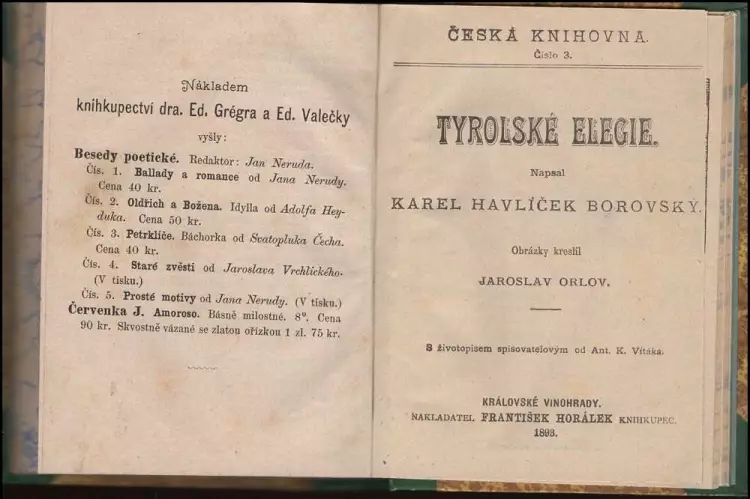 Nákladem
knihkupectví dra. Ed. Grégra a Ed. Valečky
vyšly:
Besedy poetické. Redaktor: Jan Neruda.
Čís. 1. Ballady a romance od Jana Nerudy.
Cena 40 kr.
Čís. 2. Oldřich a Božena. Idylla od Adolfa Hey-
duka. Cena 50 kr.
Čís. 3. Petrklíče. Báchorka od Svatopluka Čecha.
Cena 40 kr.
Čís. 4. Staré zvěsti od Jaroslava Vrchlického.
(V tisku.)
Čís. 5. Prosté motivy od Jana Nerudy. (V tisku.)
Červenka J. Amoroso. Básně milostné. 8º. Cena
90 kr. Skvostně vázané se zlatou ořízkou 1 zl. 75 kr.
ČESKÁ KNIHOVNA.
Číslo 3.
TYROLSKÉ ELEGIE.
Napsal
KAREL HAVLÍČEK BOROVSKÝ.
Obrázky kreslil
JAROSLAV ORLOV.
S životopisem spisovatelovým od Ant. K. Vítáka.
KRÁLOVSKÉ VINOHRADY.
NAKLADATEL FRANTIŠEK HORÁLEK KNIHKUPEC.
1893.